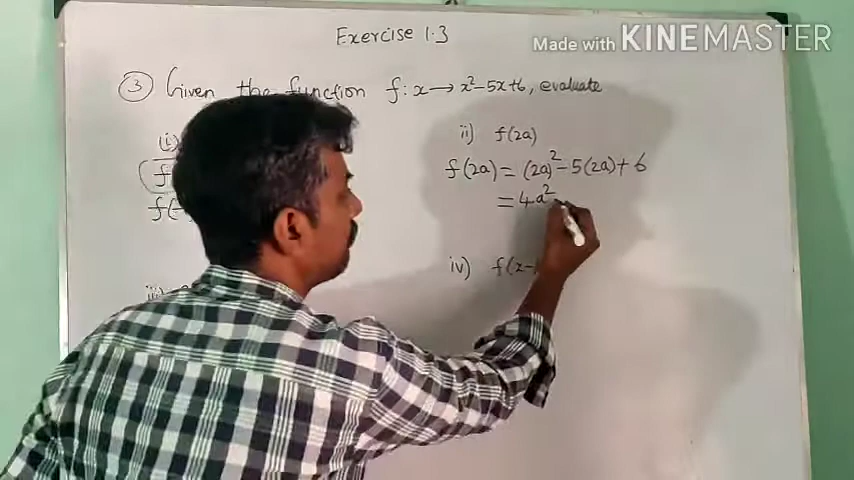 Exercise 1.3
Made with KINEMASTER
③ Given the function f : x → x² - 5x + 6, evaluate
(i)
ii) f(2a)
f(2a) = (2a)² - 5(2a) + 6
= 4a²
f(-
iv) f(x-
iii)